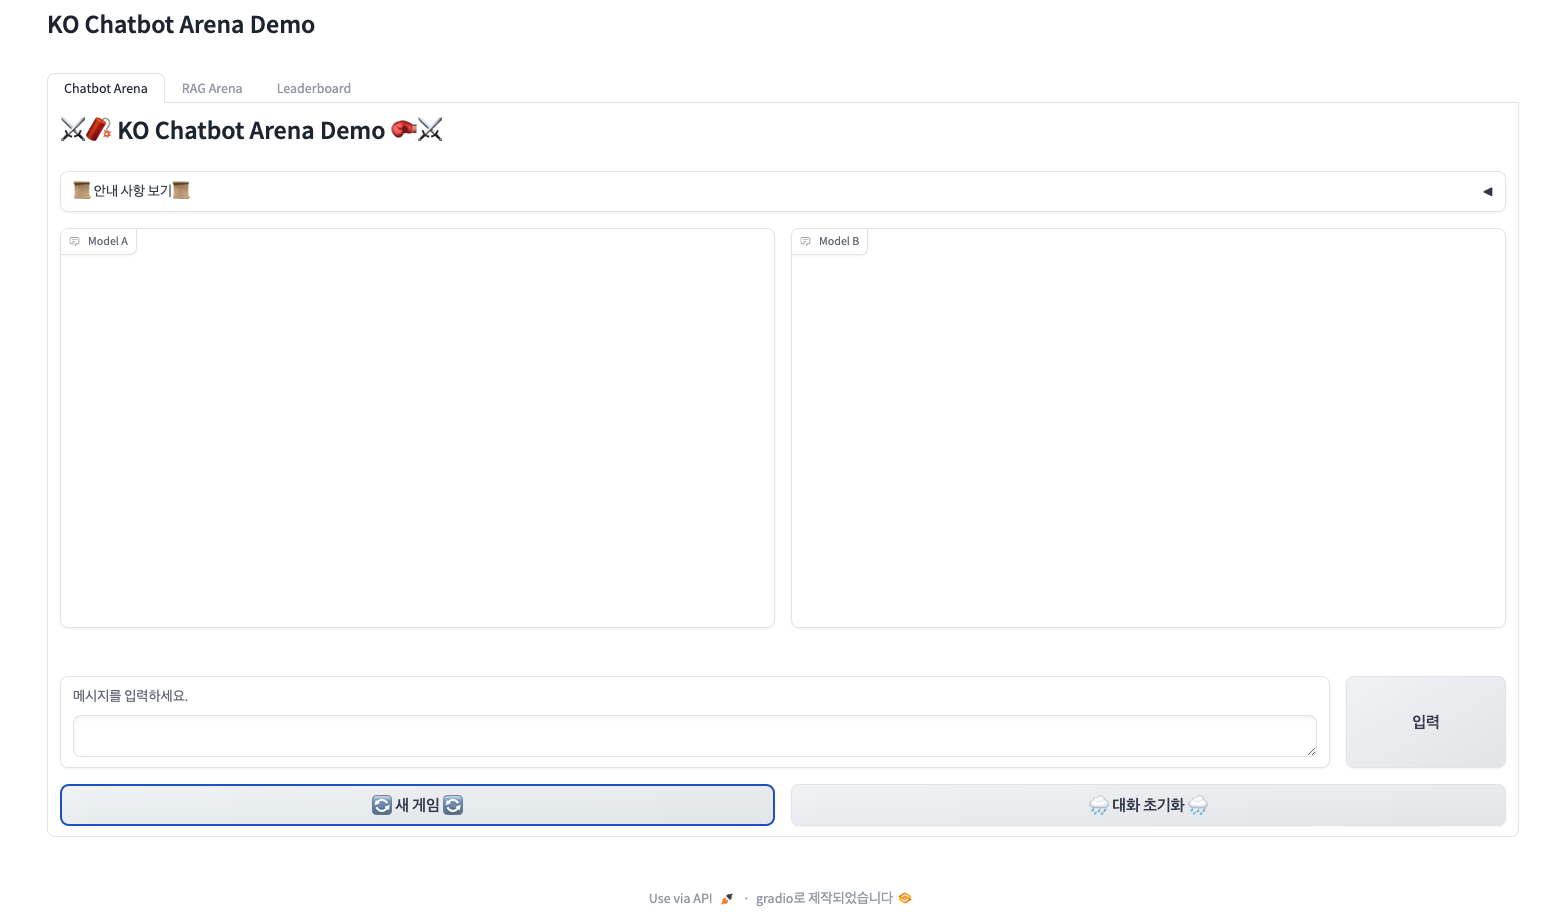 KO Chatbot Arena Demo
Chatbot Arena RAG Arena Leaderboard
⚔️🧨 KO Chatbot Arena Demo 🥊⚔️
📜안내 사항 보기📜
Model A
Model B
메시지를 입력하세요.
입력
🔄 새 게임 🔄
🌧️ 대화 초기화 🌧️
Use via API 🚀 · gradio로 제작되었습니다